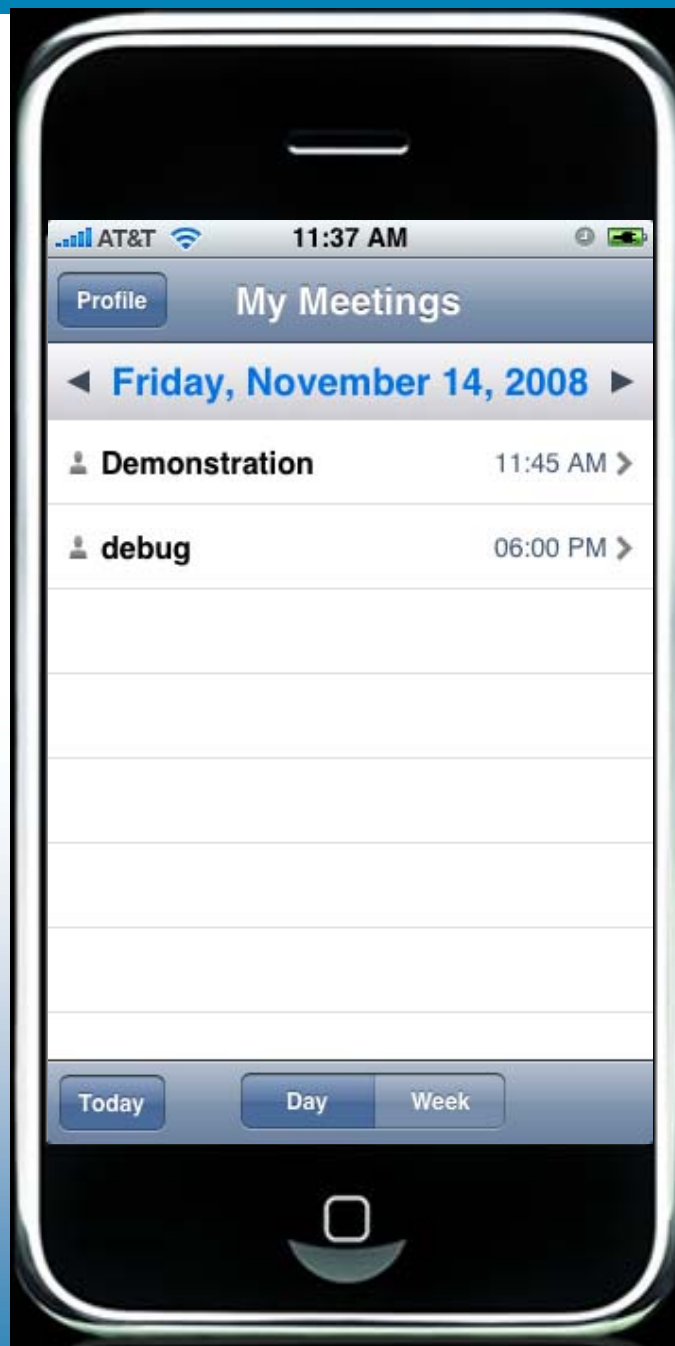 AT&T 11:37 AM
Profile My Meetings
Friday, November 14, 2008
Demonstration 11:45 AM
debug 06:00 PM
Today Day Week